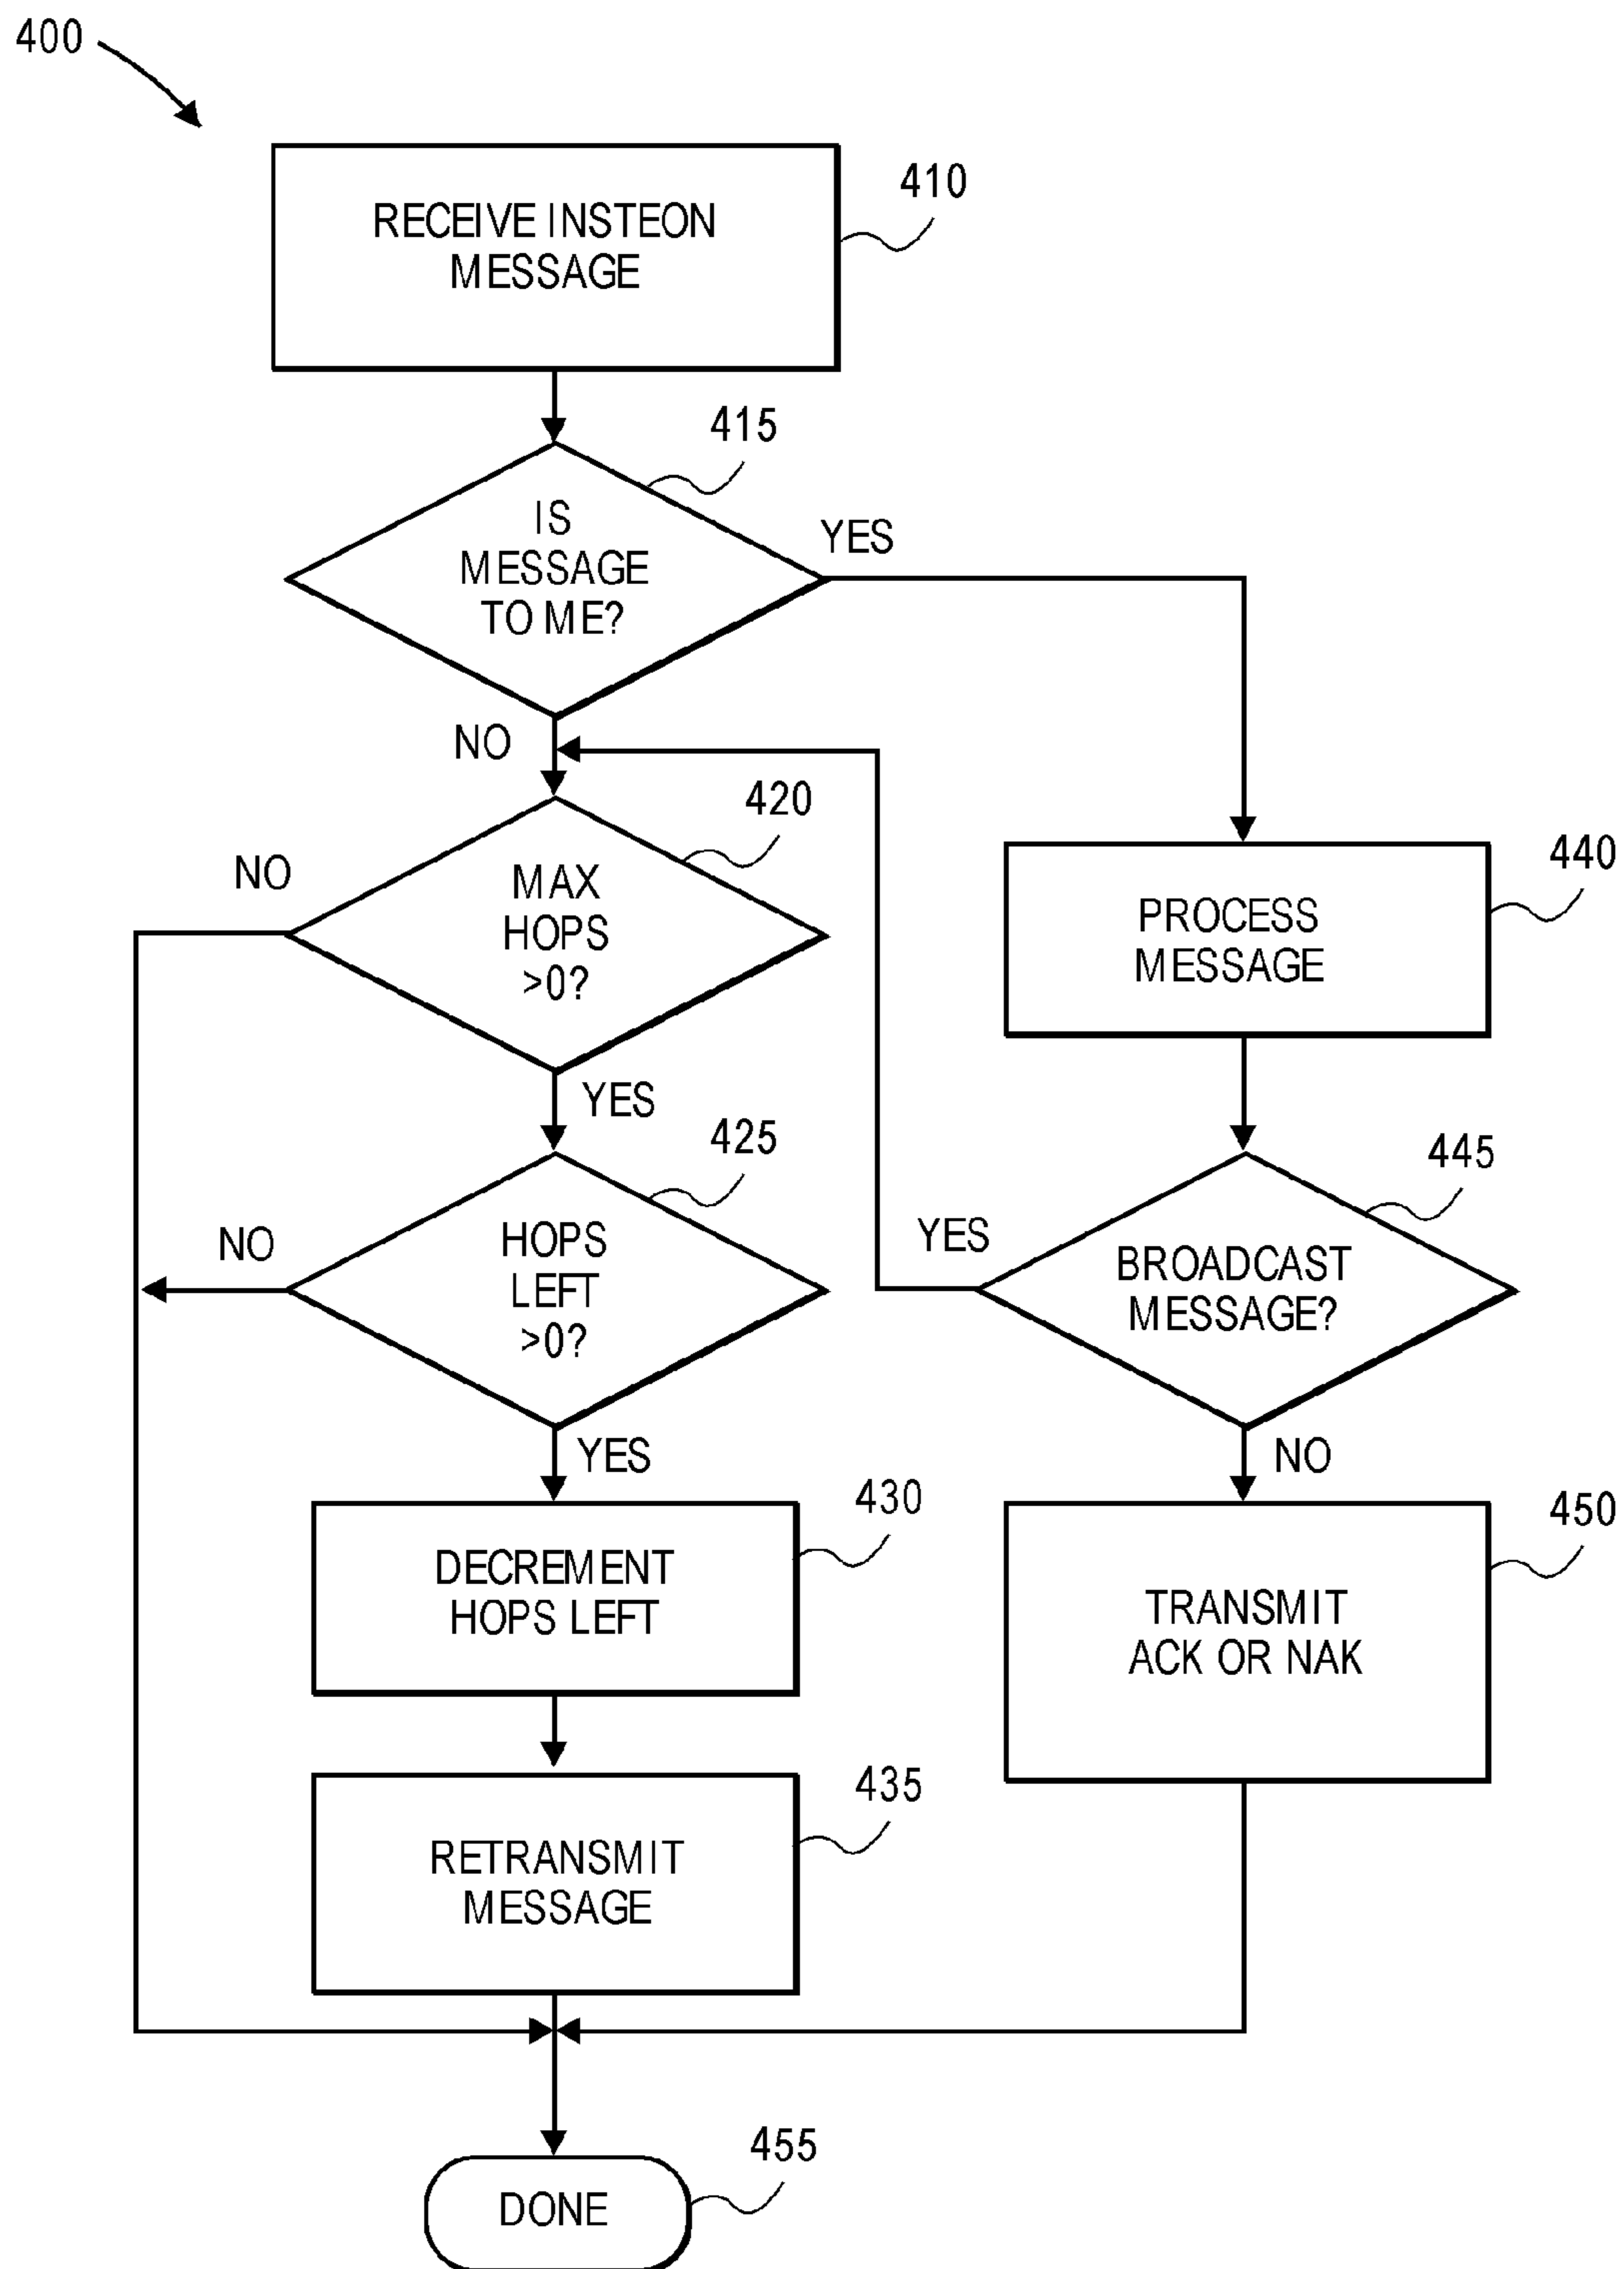 400
RECEIVE INSTEON
MESSAGE
410
415
IS
MESSAGE
TO ME?
YES
NO
420
MAX
HOPS
>0?
NO
YES
440
PROCESS
MESSAGE
425
HOPS
LEFT
>0?
NO
YES
445
BROADCAST
MESSAGE?
YES
NO
430
DECREMENT
HOPS LEFT
450
TRANSMIT
ACK OR NAK
435
RETRANSMIT
MESSAGE
455
DONE